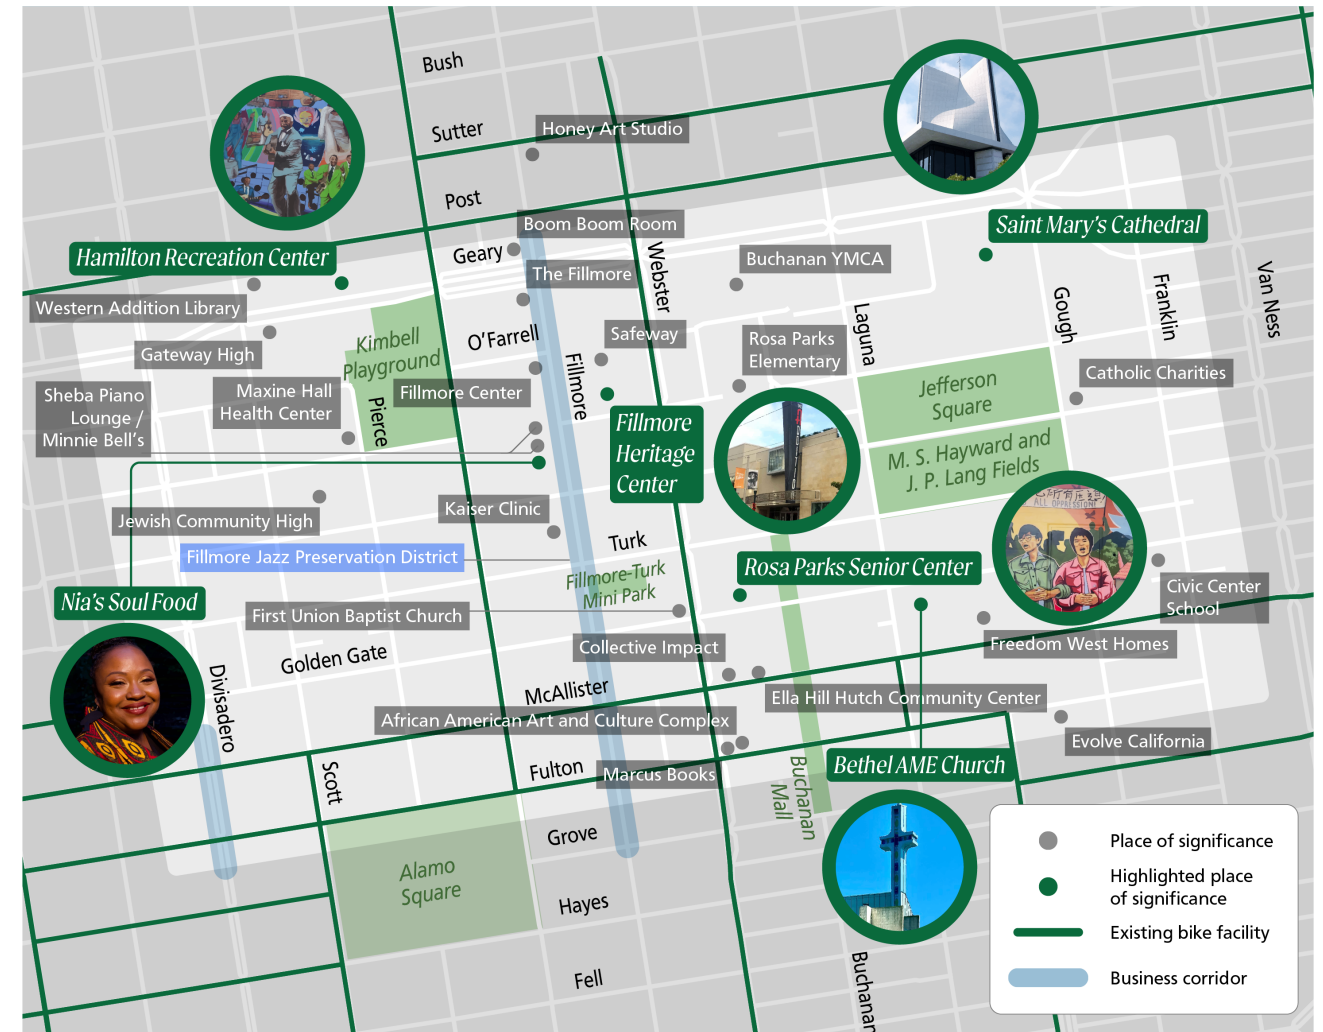 Bush
Sutter
Honey Art Studio
Post
Boom Boom Room
Saint Mary's Cathedral
Hamilton Recreation Center
Geary
Webster
Buchanan YMCA
The Fillmore
Western Addition Library
Laguna
Gough
Franklin
Van Ness
Kimbell
Playground
O'Farrell
Safeway
Rosa Parks
Elementary
Gateway High
Fillmore
Catholic Charities
Jefferson
Square
Sheba Piano
Lounge /
Minnie Bell's
Maxine Hall
Health Center
Fillmore Center
Pierce
Fillmore
Heritage
Center
M. S. Hayward and
J. P. Lang Fields
ALL OPPRESSION!
Jewish Community High
Kaiser Clinic
Turk
Fillmore Jazz Preservation District
Fillmore-Turk
Mini Park
Rosa Parks Senior Center
Civic Center
School
Nia's Soul Food
First Union Baptist Church
Collective Impact
Freedom West Homes
Golden Gate
Divisadero
McAllister
Ella Hill Hutch Community Center
African American Art and Culture Complex
Evolve California
Scott
Fulton
Marcus Books
Bethel AME Church
Buchanan
Mall
Grove
Alamo
Square
Hayes
Fell
Buchanan
Place of significance
Highlighted place
of significance
Existing bike facility
Business corridor